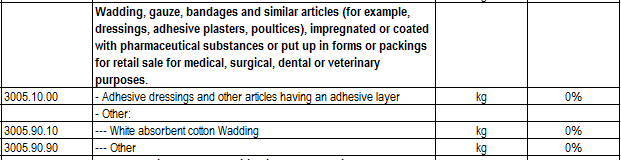 Wadding, gauze, bandages and similar articles (for example,
dressings, adhesive plasters, poultices), impregnated or coated
with pharmaceutical substances or put up in forms or packings
for retail sale for medical, surgical, dental or veterinary
purposes.
3005.10.00 - Adhesive dressings and other articles having an adhesive layer kg 0%
- Other:
3005.90.10 --- White absorbent cotton Wadding kg 0%
3005.90.90 --- Other kg 0%